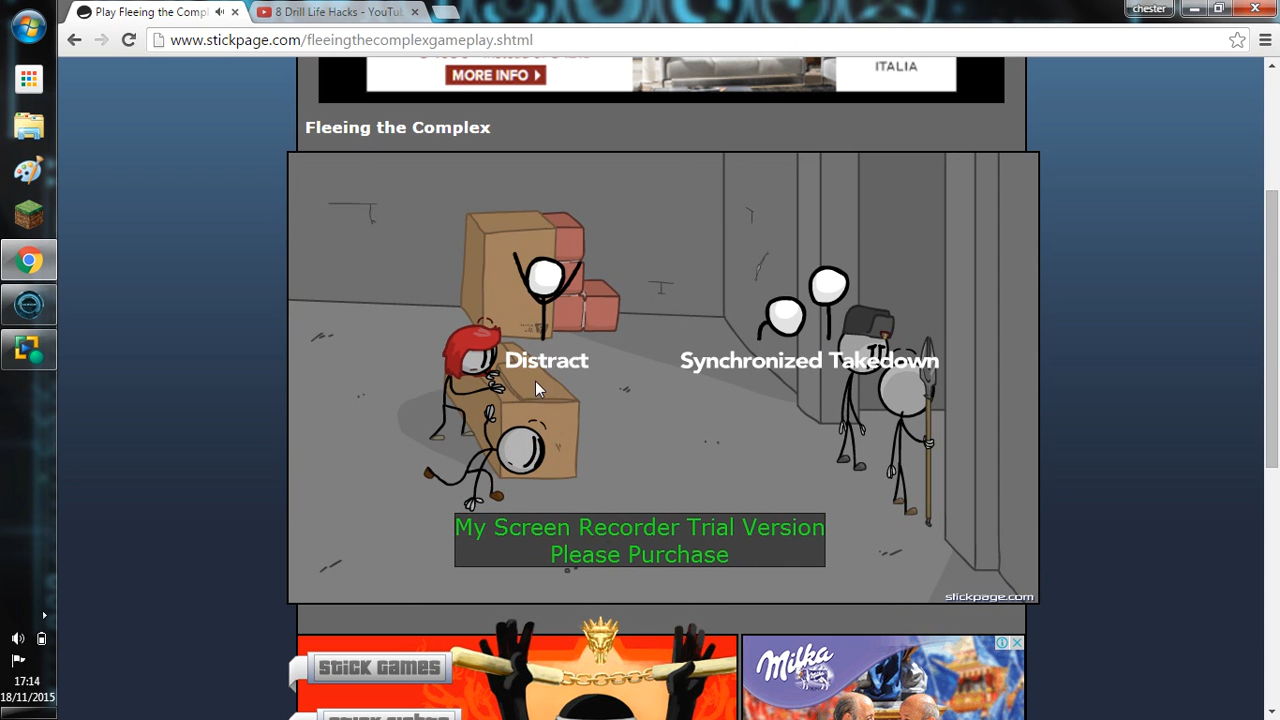 Play Fleeing the Compl
8 Drill Life Hacks - YouTub
chester
www.stickpage.com/fleeingthecomplexgameplay.shtml
MORE INFO
ITALIA
Fleeing the Complex
Distract
Synchronized Takedown
My Screen Recorder Trial Version
Please Purchase
stickpage.com
STICK GAMES
Milka
17:14
18/11/2015